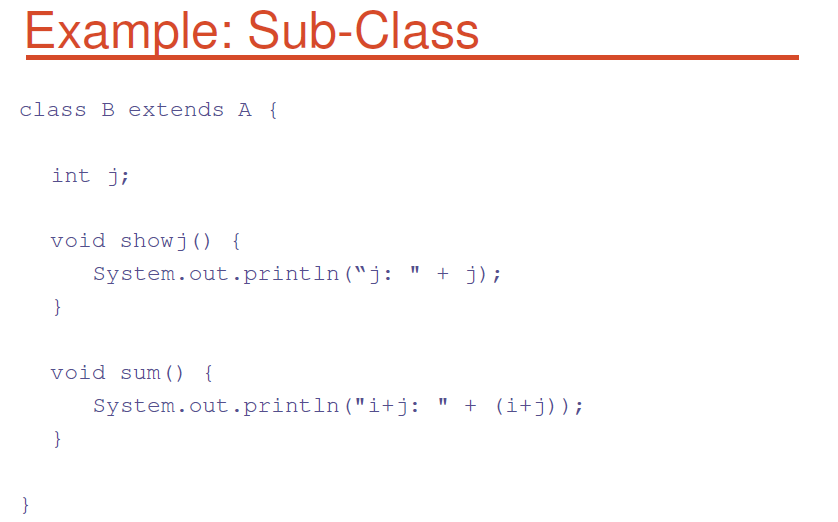 Example: Sub-Class
class B extends A {
int j;
void showj() {
System.out.println(“j: " + j);
}
void sum() {
System.out.println("i+j: " + (i+j));
}
}